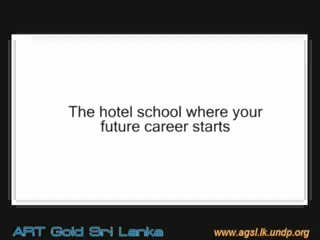 The hotel school where your
future career starts
ART Gold Sri Lanka
www.agsl.lk.undp.org